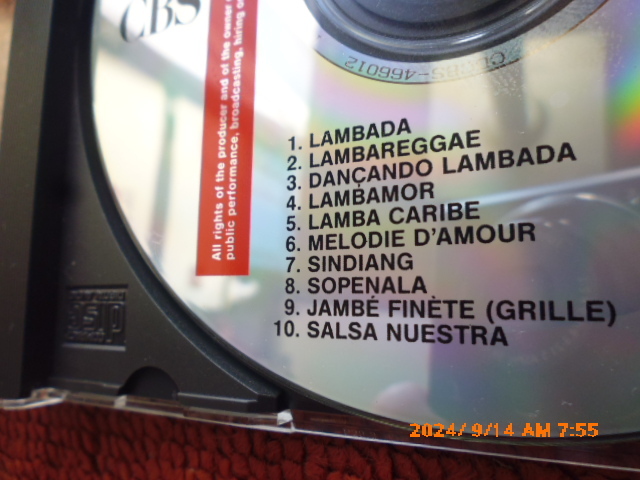 CBS
All rights of the producer and of the owner
public performance, broadcasting, hiring
CDCBS-466012
1. LAMBADA
2. LAMBAREGGAE
3. DANÇANDO LAMBADA
4. LAMBAMOR
5. LAMBA CARIBE
6. MELODIE D'AMOUR
7. SINDIANG
8. SOPENALA
9. JAMBÉ FINÈTE (GRILLE)
10. SALSA NUESTRA
2024/ 9/14 AM 7:55